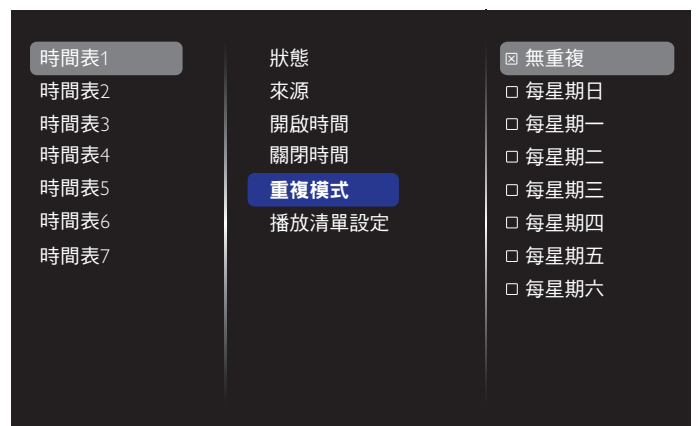 時間表1
時間表2
時間表3
時間表4
時間表5
時間表6
時間表7
狀態
來源
開啟時間
關閉時間
重複模式
播放清單設定
☒ 無重複
☐ 每星期日
☐ 每星期一
☐ 每星期二
☐ 每星期三
☐ 每星期四
☐ 每星期五
☐ 每星期六